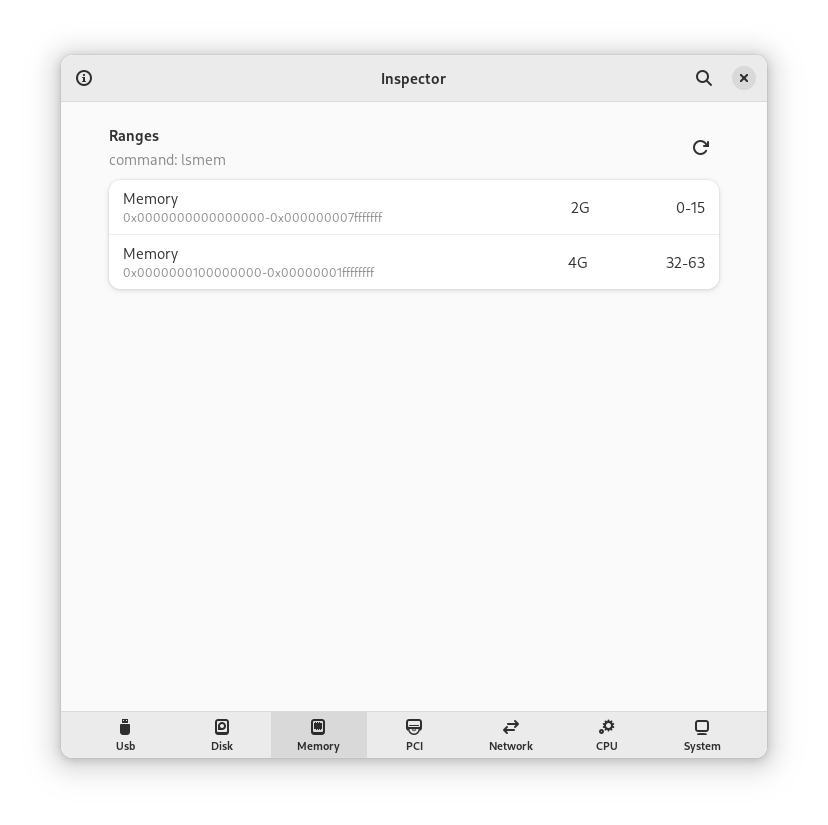 Inspector
Ranges
command: lsmem
Memory
0x0000000000000000-0x000000007fffffff
2G
0-15
Memory
0x0000000100000000-0x00000001ffffffff
4G
32-63
Usb
Disk
Memory
PCI
Network
CPU
System